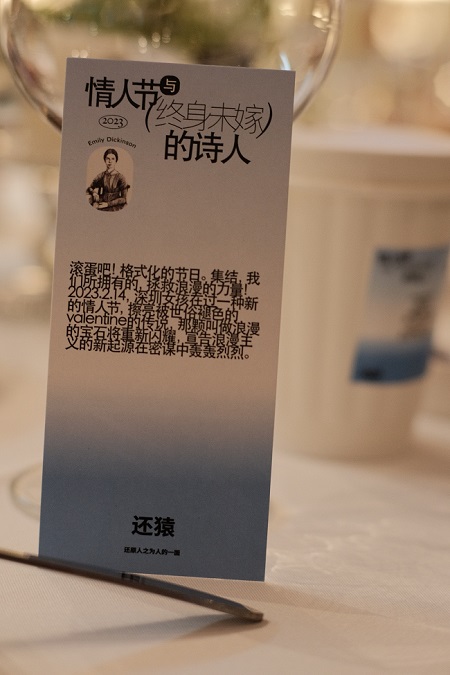 情人节与
(终身未嫁)
2023
的诗人
Emily Dickinson
滚蛋吧！格式化的节日。集结，我
们所拥有的，拯救浪漫的力量！
2023.2.14，深圳女孩在过一种新
的情人节，擦是被世俗褪色的
valentine的传说，那颗叫做浪漫
的宝石将重新闪耀，宣告浪漫主
义的新起源在密谋中轰轰烈烈。
还猿
还原人之为人的一面